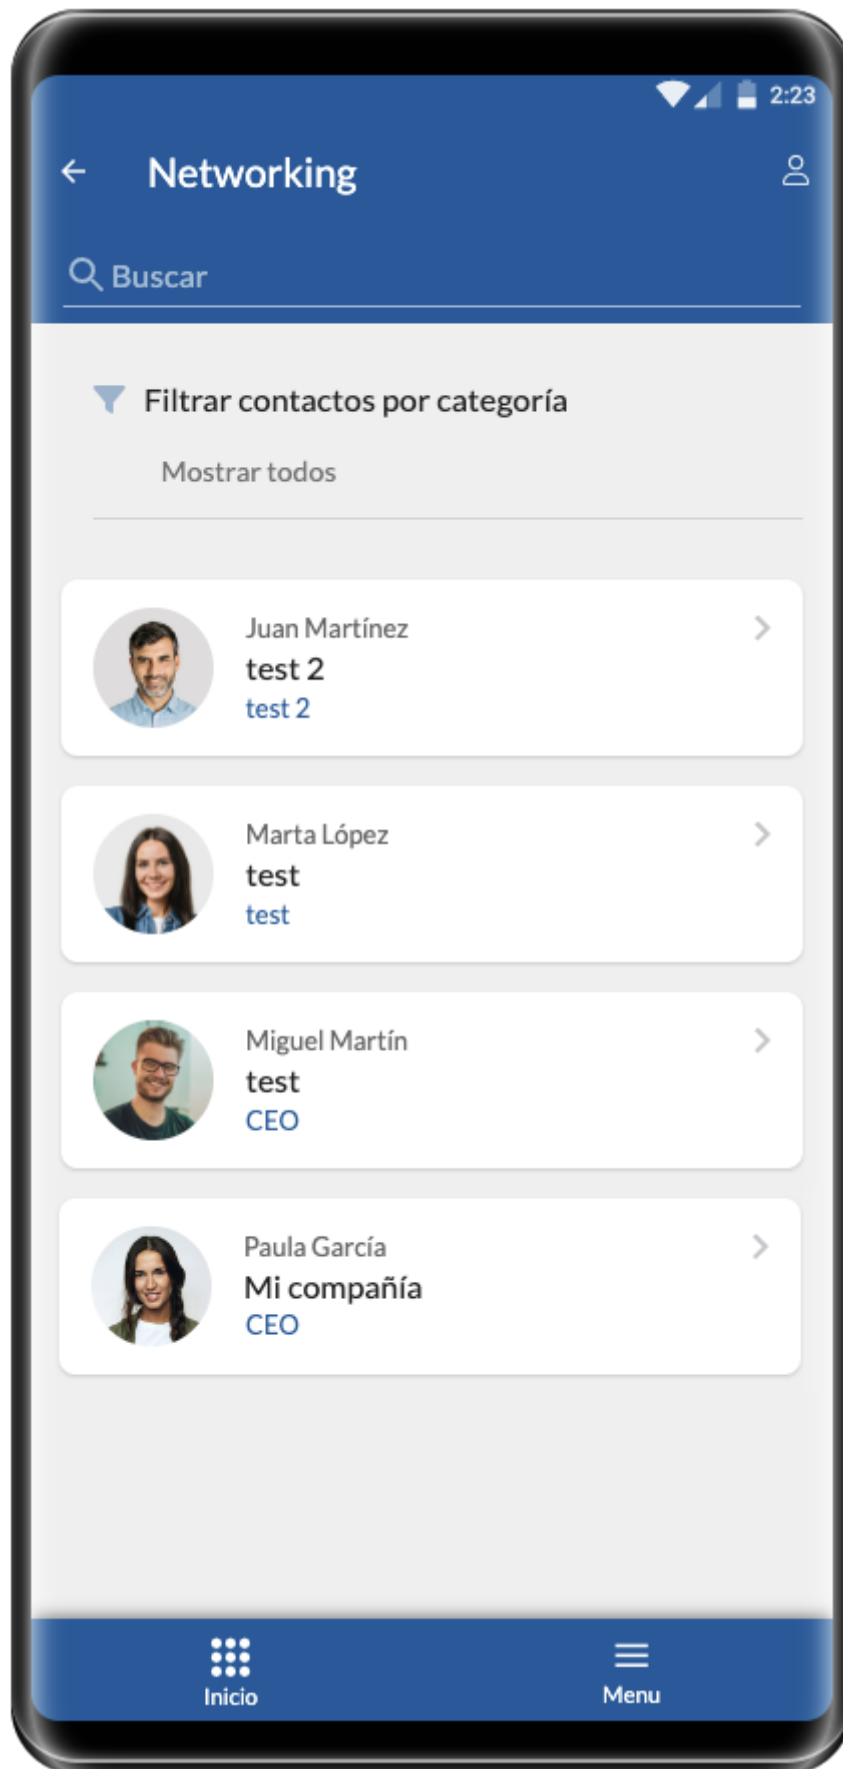 2:23
Networking
Buscar
Filtrar contactos por categoría
Mostrar todos
Juan Martínez
test 2
test 2
Marta López
test
test
Miguel Martín
test
CEO
Paula García
Mi compañía
CEO
Inicio
Menu